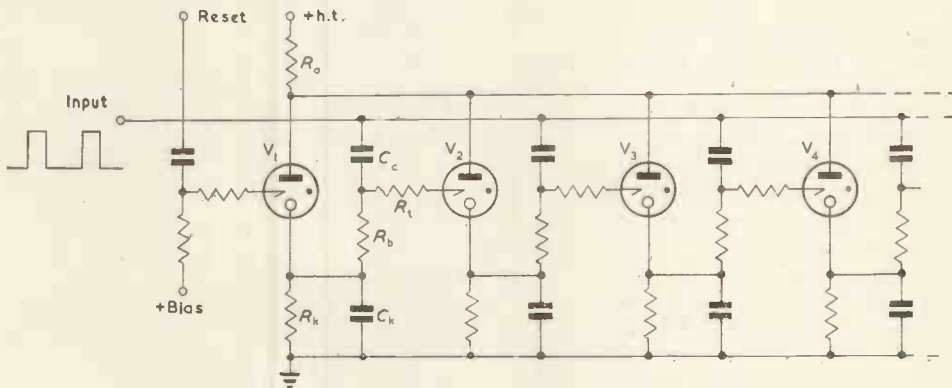 Reset
+h.t.
Ra
Input
V1
Cc
V2
V3
V4
Rt
Rb
+Bias
Rk
Ck